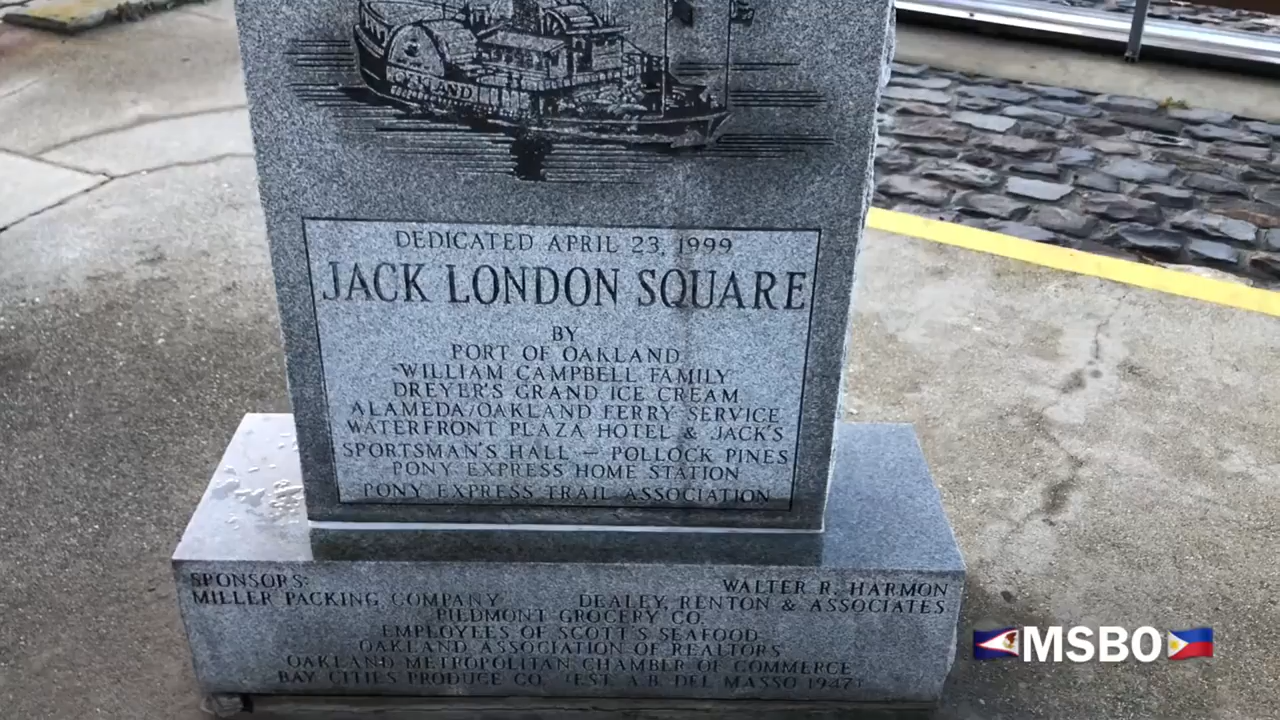 OAKLAND
DEDICATED APRIL 23, 1999
JACK LONDON SQUARE
BY
PORT OF OAKLAND
WILLIAM CAMPBELL FAMILY
DREYER'S GRAND ICE CREAM
ALAMEDA/OAKLAND FERRY SERVICE
WATERFRONT PLAZA HOTEL & JACK'S
SPORTSMAN'S HALL — POLLOCK PINES
PONY EXPRESS HOME STATION
PONY EXPRESS TRAIL ASSOCIATION
SPONSORS: WALTER R. HARMON
MILLER PACKING COMPANY DEALEY, RENTON & ASSOCIATES
PIEDMONT GROCERY CO.
EMPLOYEES OF SCOTT'S SEAFOOD
OAKLAND ASSOCIATION OF REALTORS
OAKLAND METROPOLITAN CHAMBER OF COMMERCE
BAY CITIES PRODUCE CO. (EST. A.B. DEL MASSO 1947)
MSBO